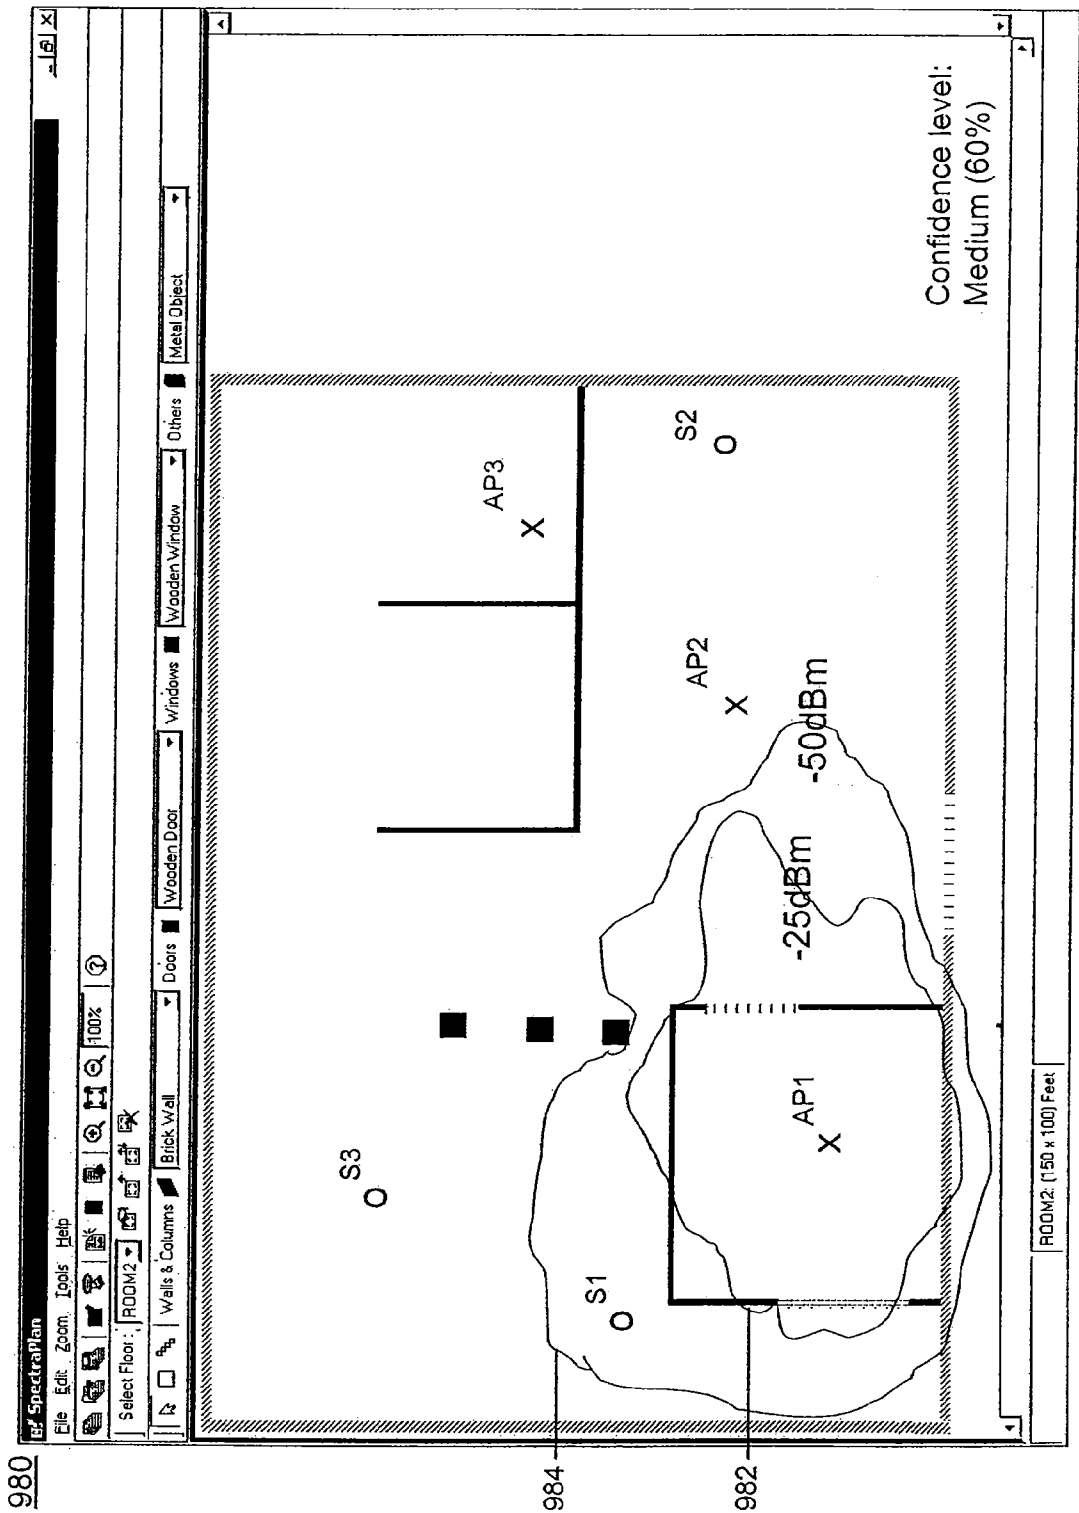 980
SpectraPlan
File Edit Zoom Tools Help
100%
Select Floor: ROOM2
Walls & Columns Brick Wall Doors Wooden Door Windows Wooden Window Others Metal Object
S3
S1
AP3
S2
AP2
AP1
-25dBm
-50dBm
984
982
Confidence level:
Medium (60%)
ROOM2: (150 x 100) Feet